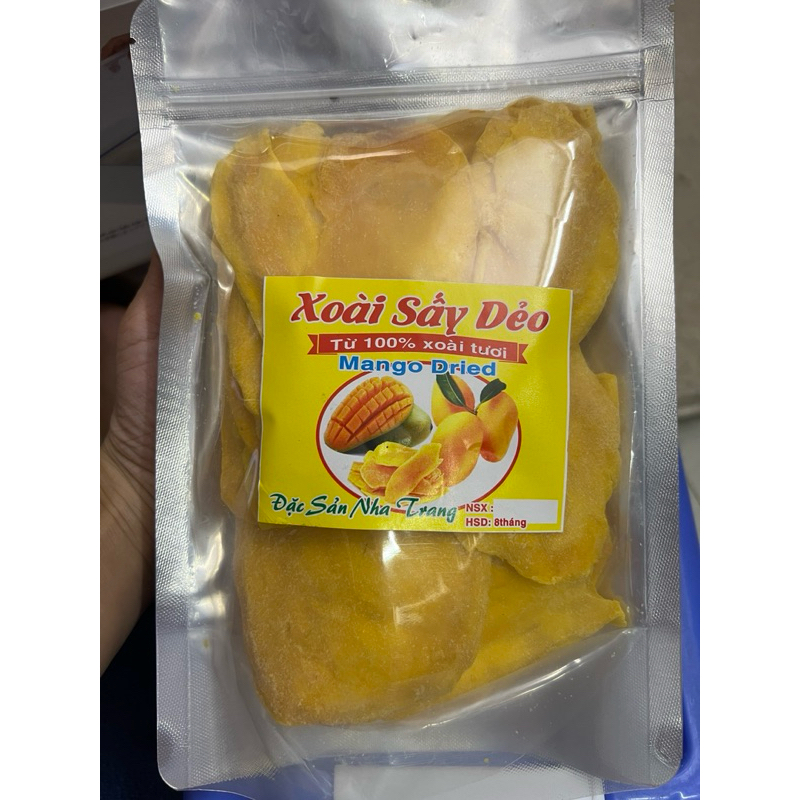 Xoài Sấy Dẻo
Từ 100% xoài tươi
Mango Dried
Đặc Sản Nha Trang
NSX :
HSD: 8tháng